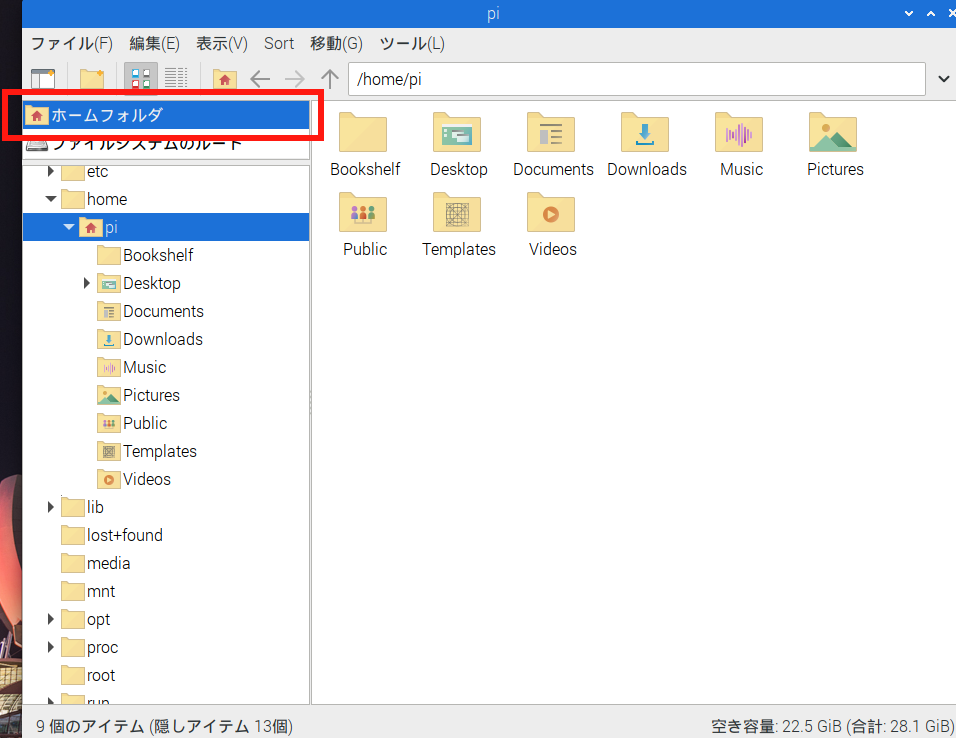 pi
ファイル(F) 編集(E) 表示(V) Sort 移動(G) ツール(L)
/home/pi
ホームフォルダ
ファイルシステムのルート
etc
home
pi
Bookshelf
Desktop
Documents
Downloads
Music
Pictures
Public
Templates
Videos
lib
lost+found
media
mnt
opt
proc
root
run
Bookshelf Desktop Documents Downloads Music Pictures
Public Templates Videos
9 個のアイテム (隠しアイテム 13個) 空き容量: 22.5 GiB (合計: 28.1 GiB)